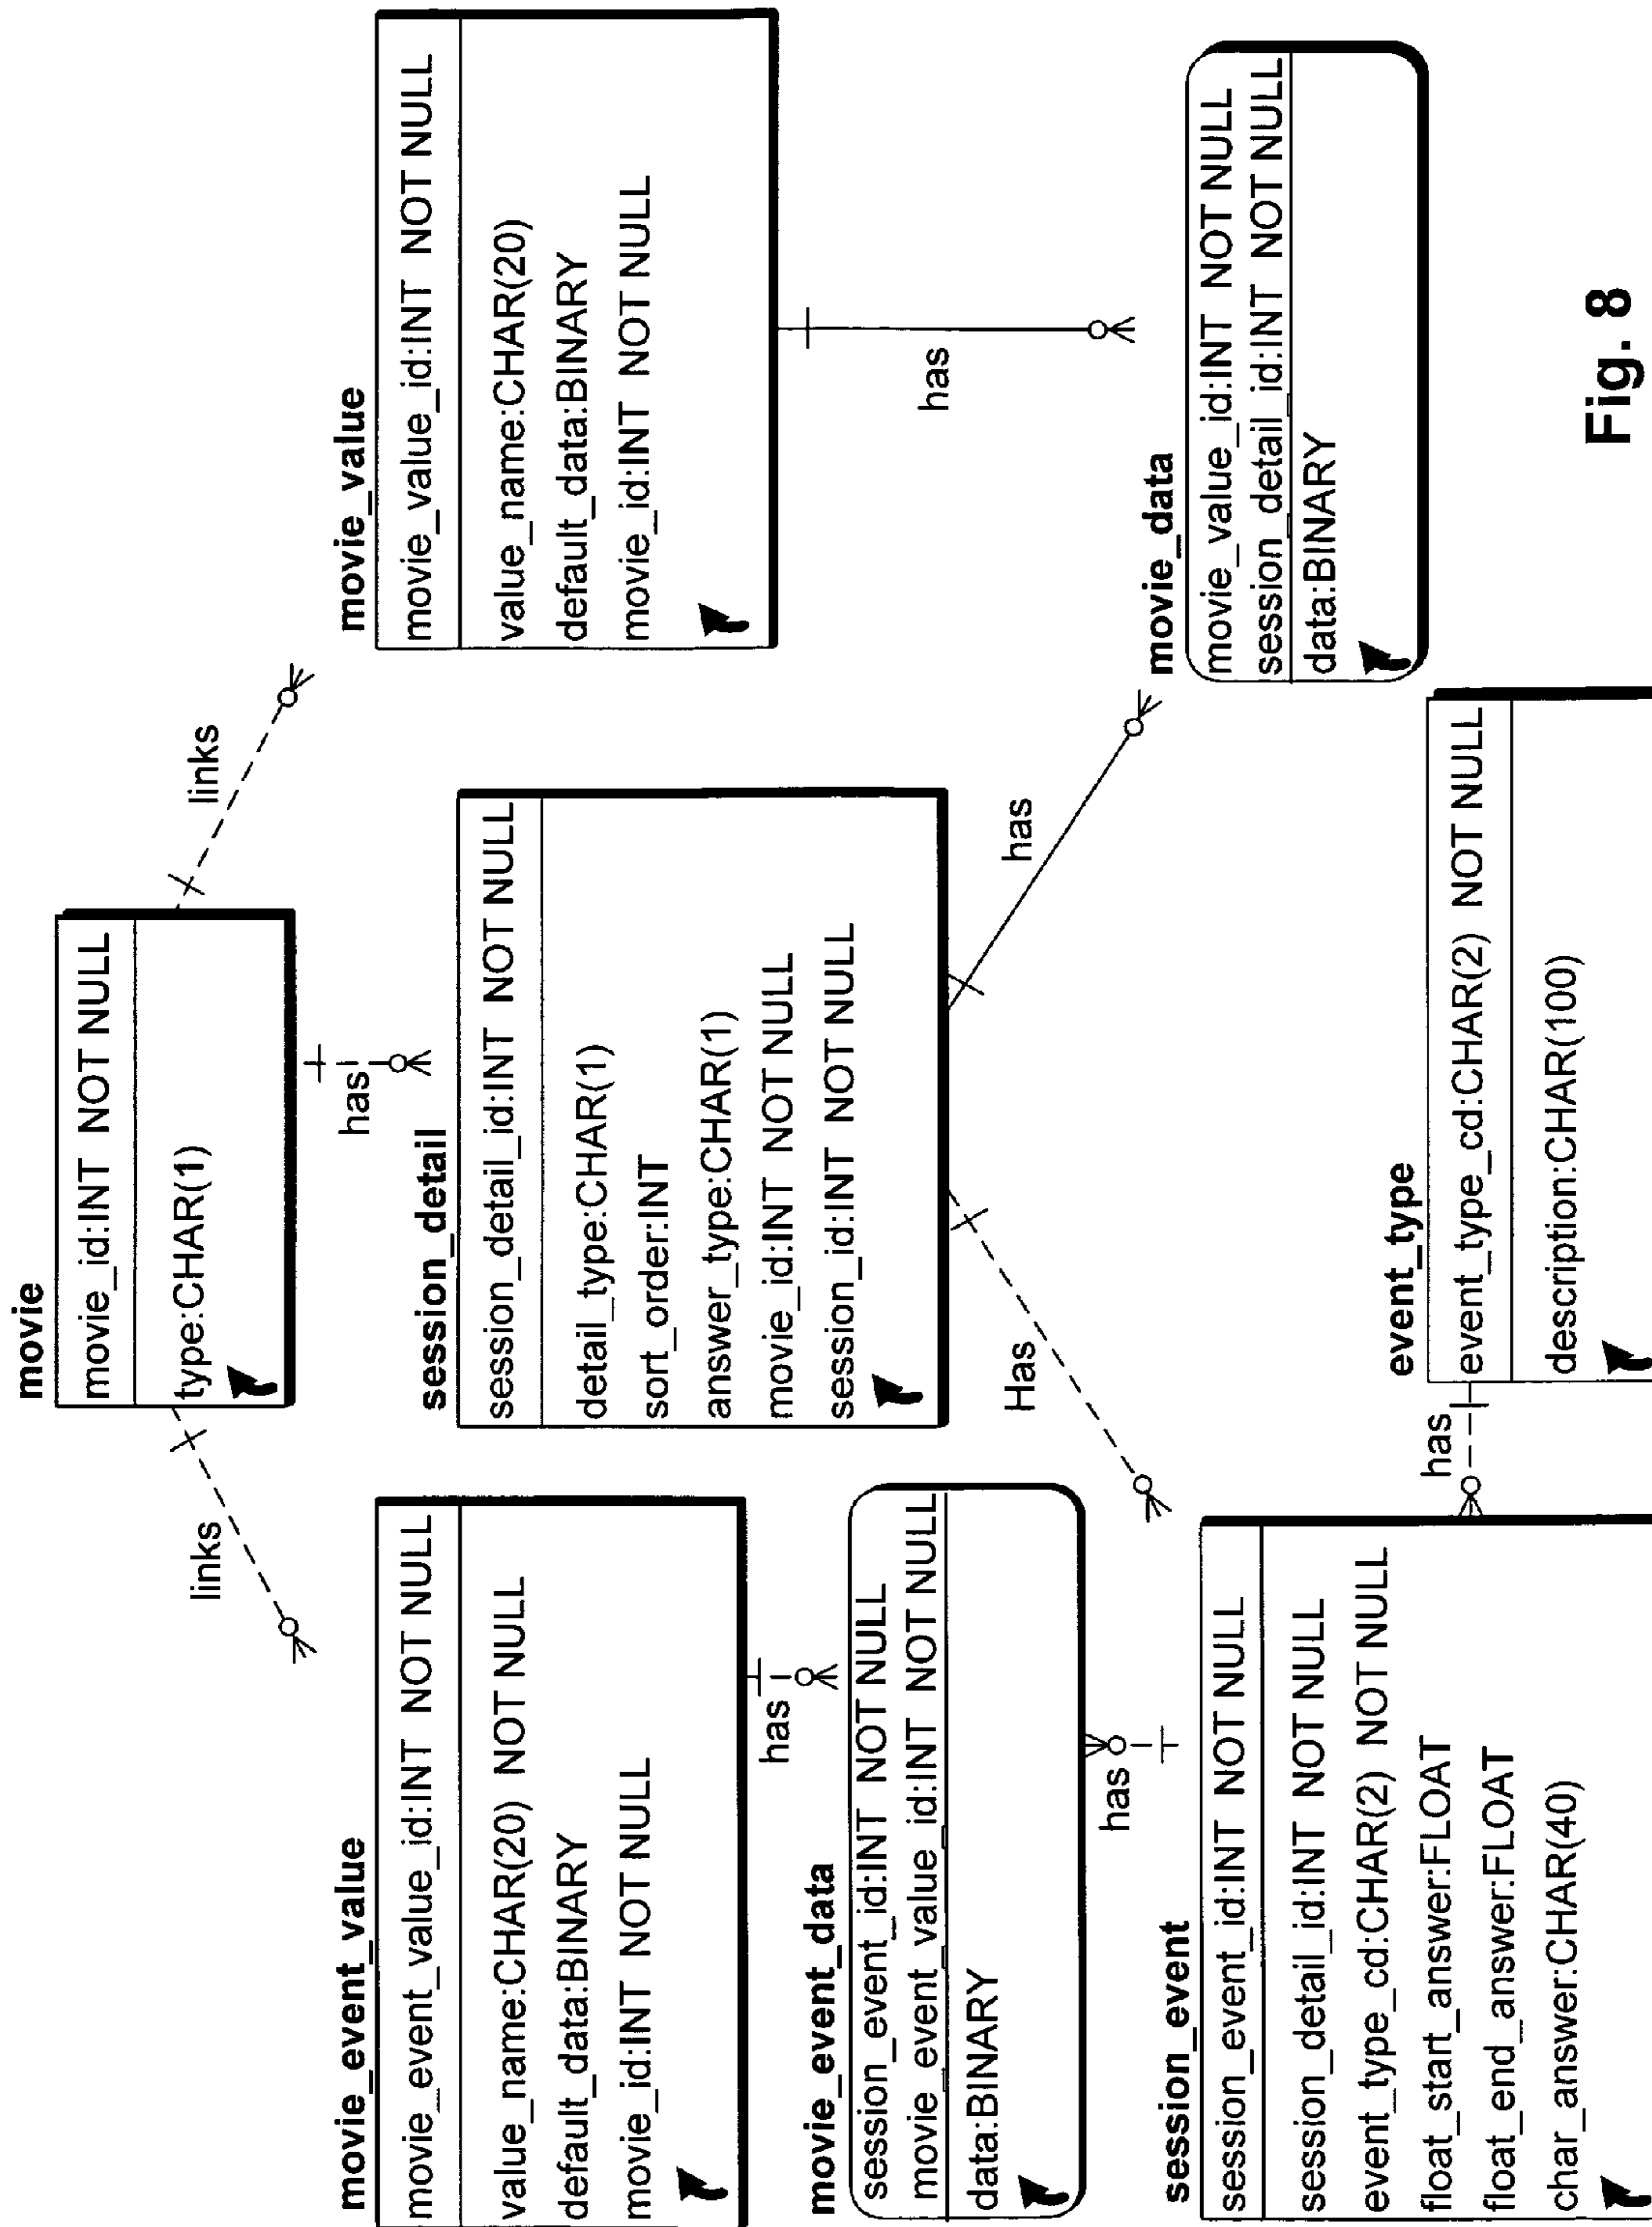 movie
movie_id:INT NOT NULL
type:CHAR(1)
links
has
links
movie_event_value
movie_event_value_id:INT NOT NULL
value_name:CHAR(20) NOT NULL
default_data:BINARY
movie_id:INT NOT NULL
session_detail
session_detail_id:INT NOT NULL
detail_type:CHAR(1)
sort_order:INT
answer_type:CHAR(1)
movie_id:INT NOT NULL
session_id:INT NOT NULL
movie_value
movie_value_id:INT NOT NULL
value_name:CHAR(20)
default_data:BINARY
movie_id:INT NOT NULL
has
movie_event_data
session_event_id:INT NOT NULL
movie_event_value_id:INT NOT NULL
data:BINARY
has
Has
has
has
session_event
session_event_id:INT NOT NULL
session_detail_id:INT NOT NULL
event_type_cd:CHAR(2) NOT NULL
float_start_answer:FLOAT
float_end_answer:FLOAT
char_answer:CHAR(40)
has
event_type
event_type_cd:CHAR(2) NOT NULL
description:CHAR(100)
movie_data
movie_value_id:INT NOT NULL
session_detail_id:INT NOT NULL
data:BINARY
Fig. 8